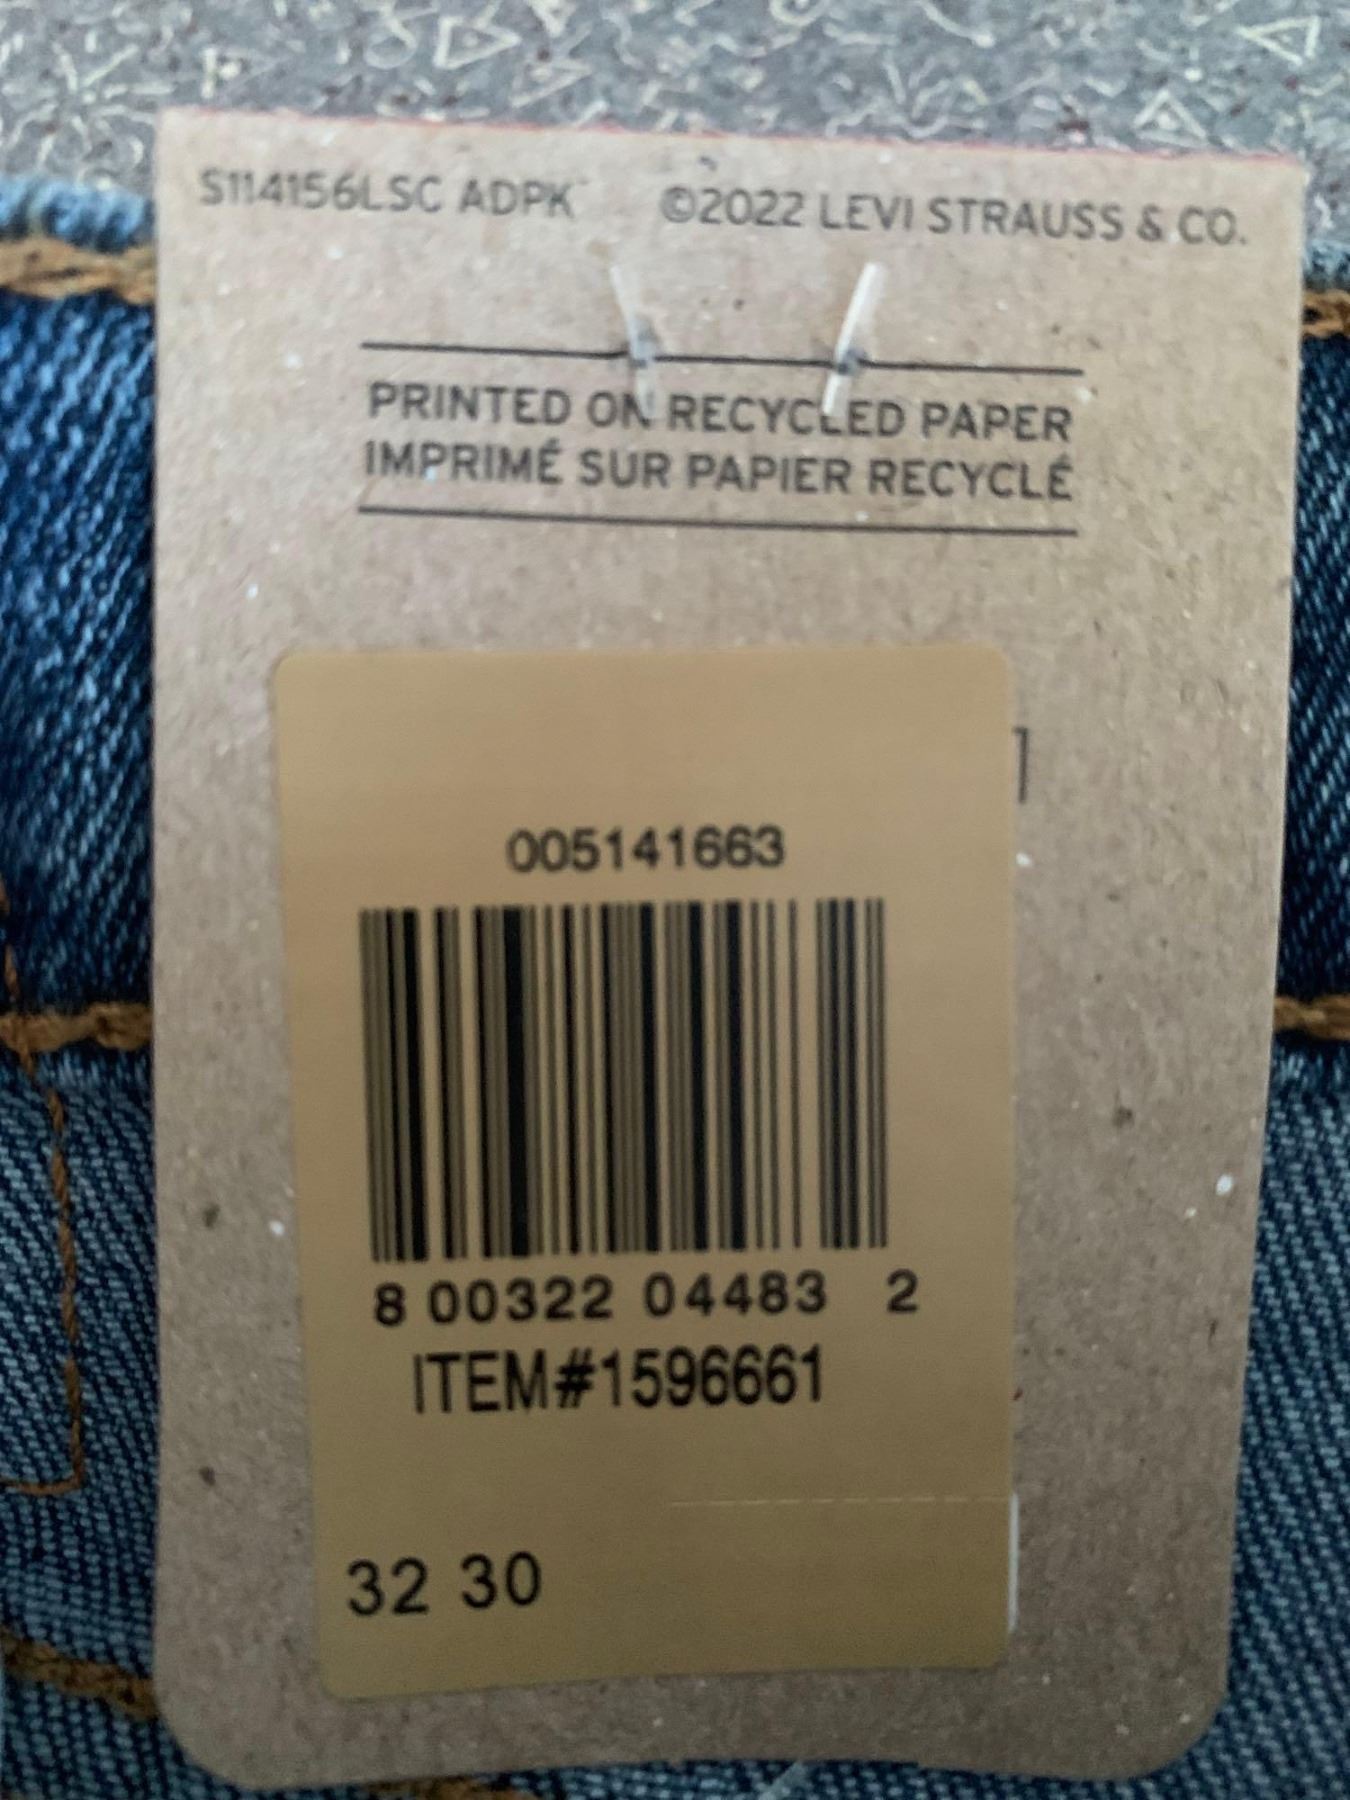 S114156LSC ADPK ©2022 LEVI STRAUSS & CO.
PRINTED ON RECYCLED PAPER
IMPRIMÉ SUR PAPIER RECYCLÉ
005141663
8 00322 04483 2
ITEM#1596661
32 30